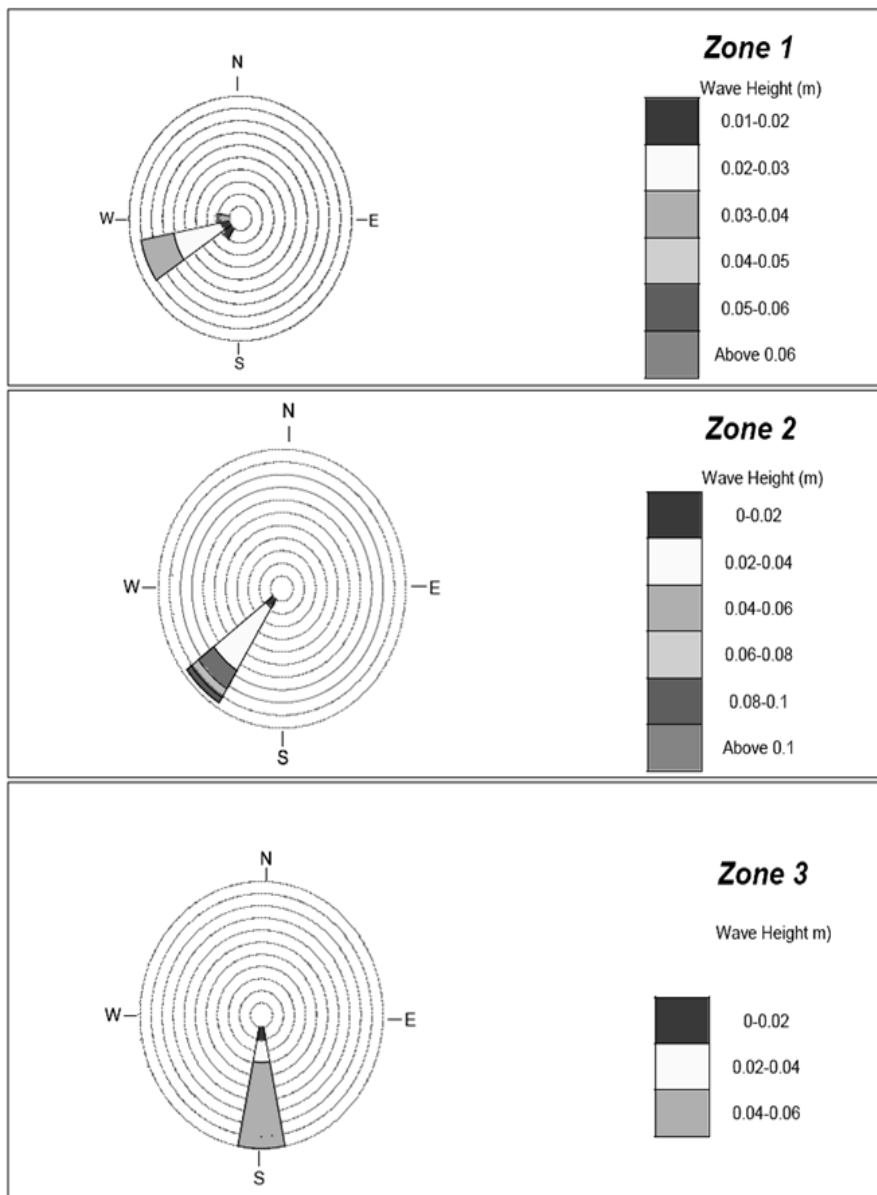 Zone 1
Wave Height (m)
N
W
E
S
0.01-0.02
0.02-0.03
0.03-0.04
0.04-0.05
0.05-0.06
Above 0.06
Zone 2
Wave Height (m)
N
W
E
S
0-0.02
0.02-0.04
0.04-0.06
0.06-0.08
0.08-0.1
Above 0.1
Zone 3
Wave Height m)
N
W
E
S
0-0.02
0.02-0.04
0.04-0.06